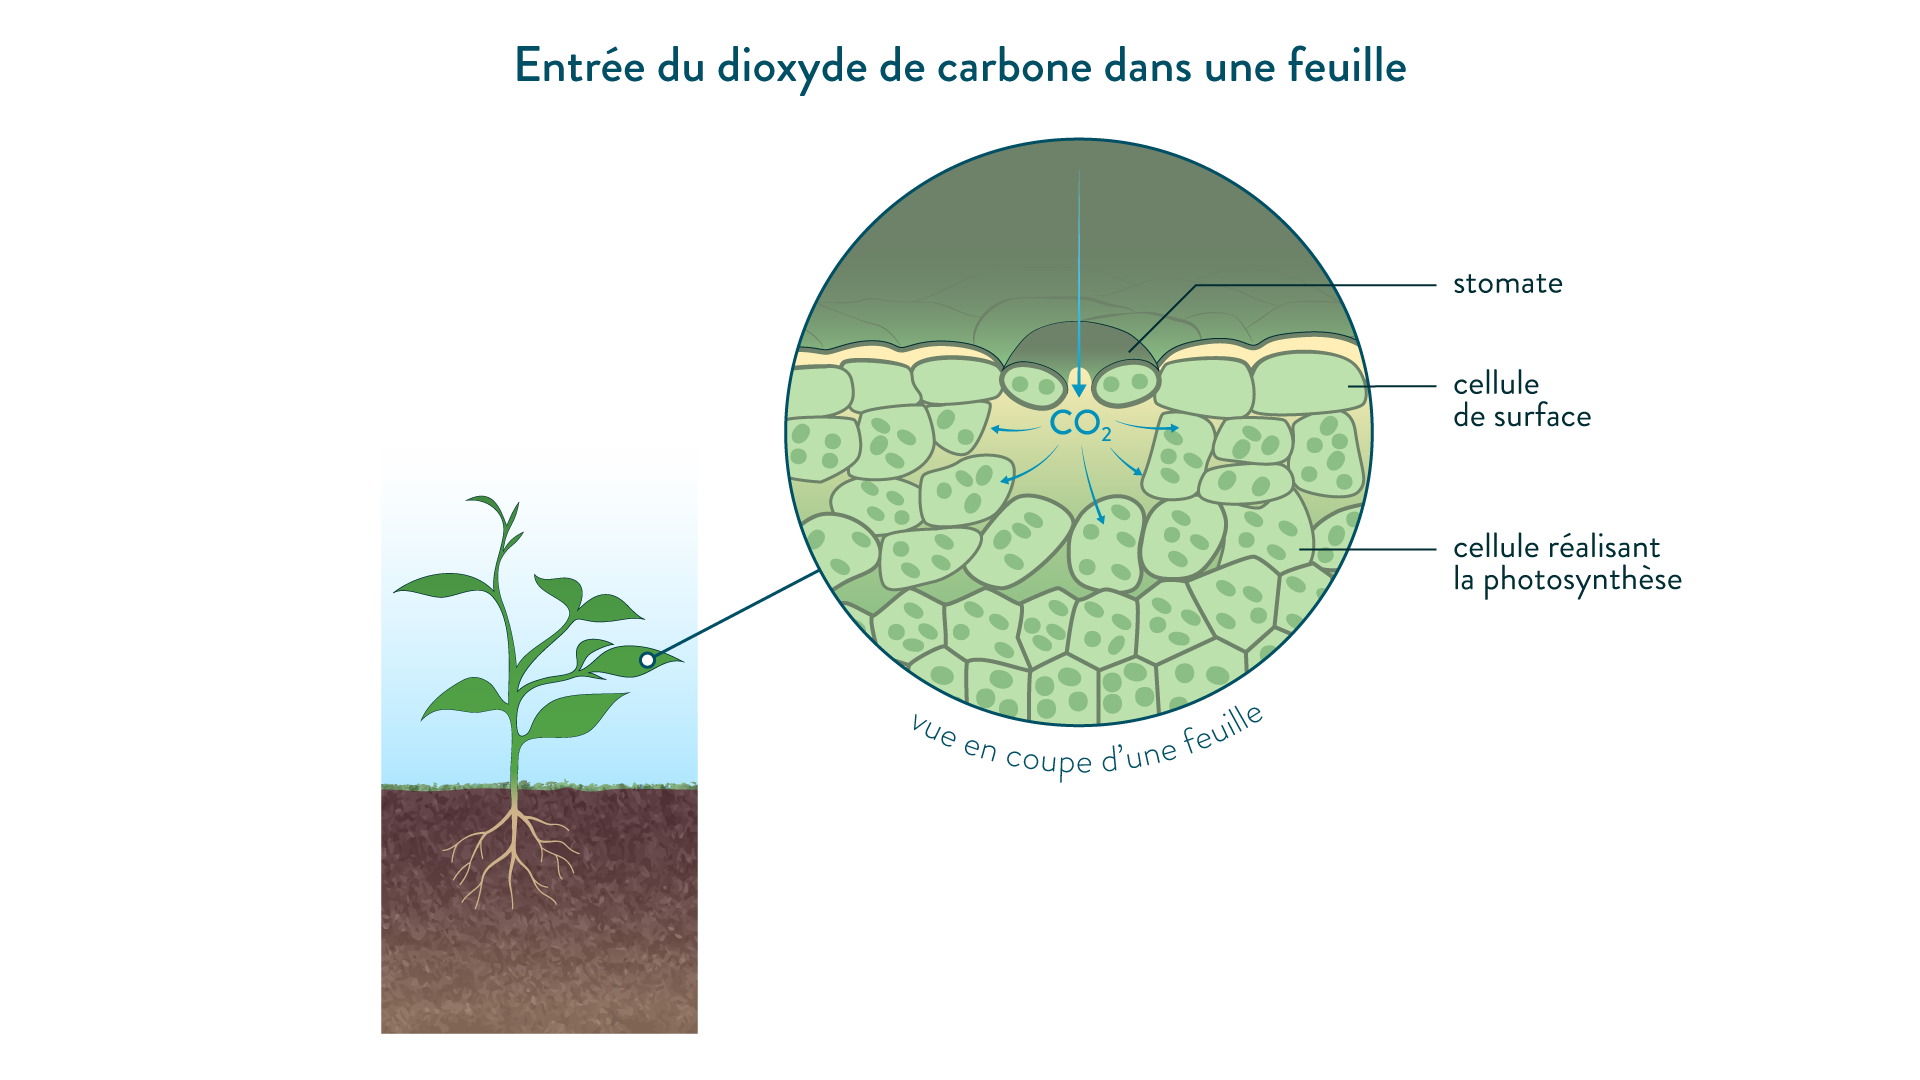 Entrée du dioxyde de carbone dans une feuille
stomate
cellule
de surface
CO₂
cellule réalisant
la photosynthèse
vue en coupe d’une feuille